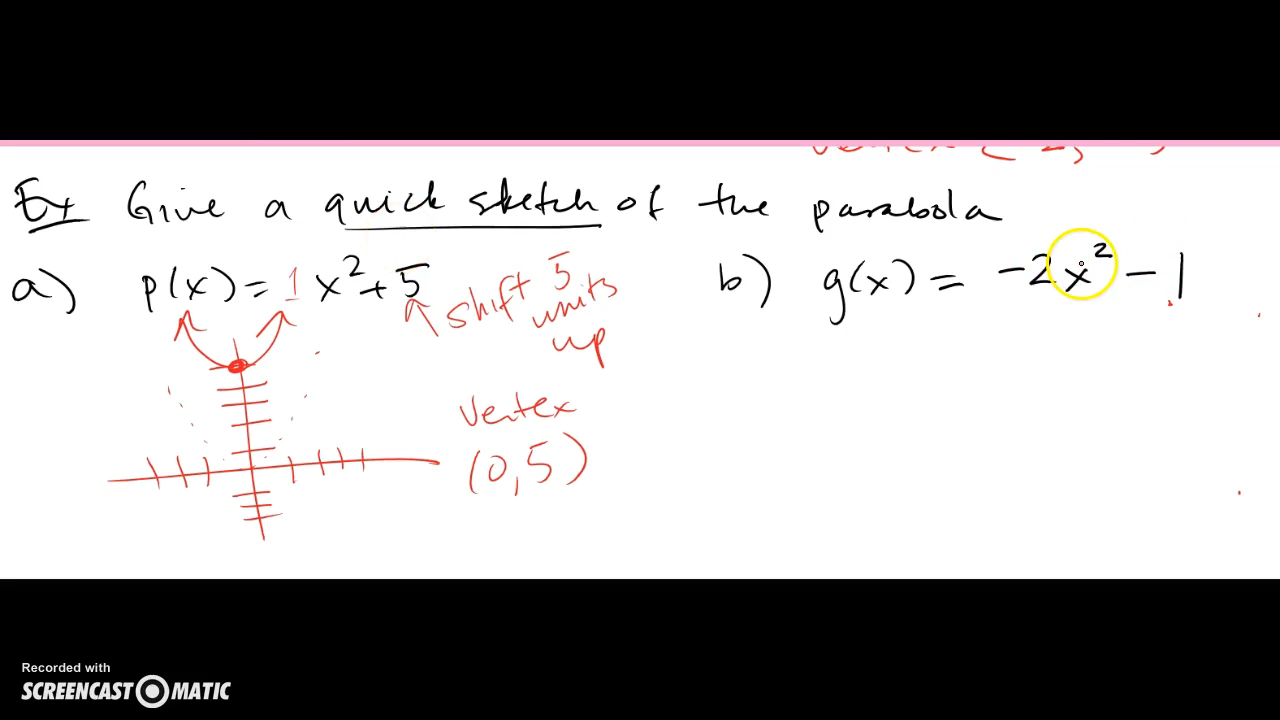 Ex Give a quick sketch of the parabola
a) p(x) = 1x² + 5
shift 5
units
up
vertex
(0,5)
b) g(x) = -2x² - 1
Recorded with
SCREENCAST O MATIC